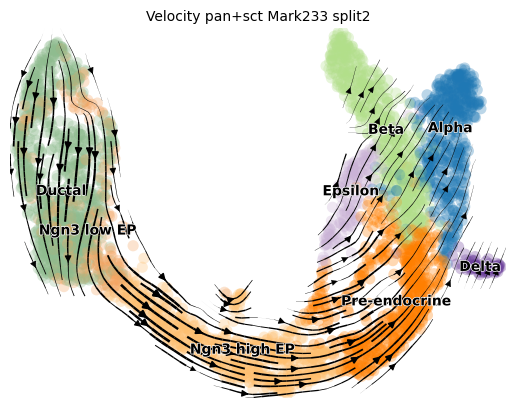 Velocity pan+sct Mark233 split2
Beta
Alpha
Ductal
Epsilon
Ngn3 low EP
Delta
Pre-endocrine
Ngn3 high EP